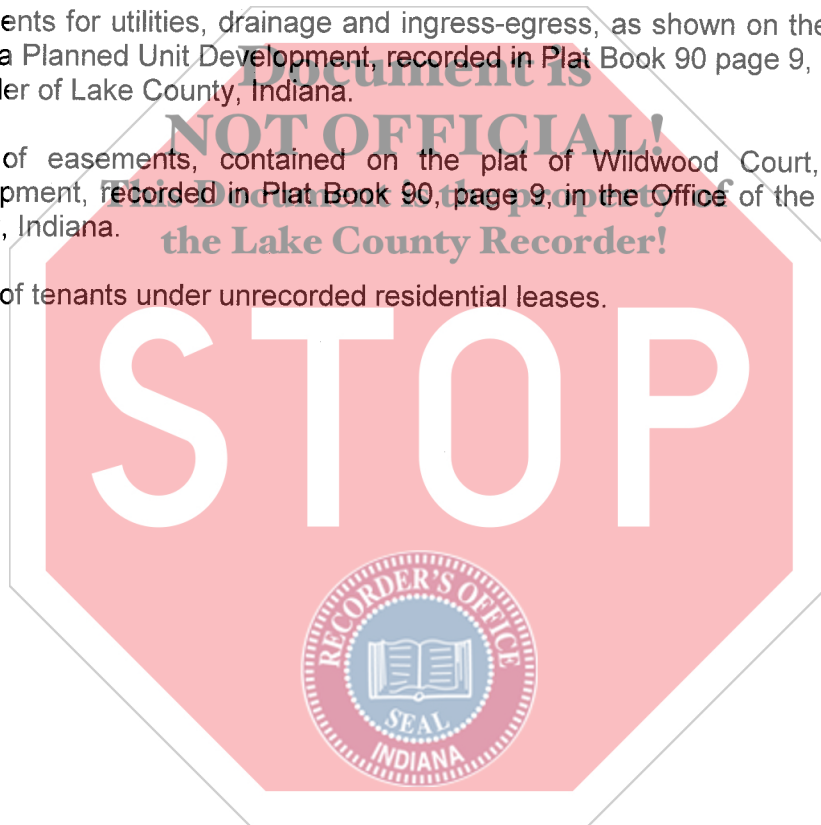 ents for utilities, drainage and ingress-egress, as shown on the
a Planned Unit Development, recorded in Plat Book 90 page 9,
er of Lake County, Indiana.
Document is
NOT OFFICIAL!
of easements, contained on the plat of Wildwood Court,
pment, recorded in Plat Book 90, page 9, in the Office of the
This Document is the property of
, Indiana.
the Lake County Recorder!
of tenants under unrecorded residential leases.
STOP
RECORDER'S OFFICE
SEAL
INDIANA